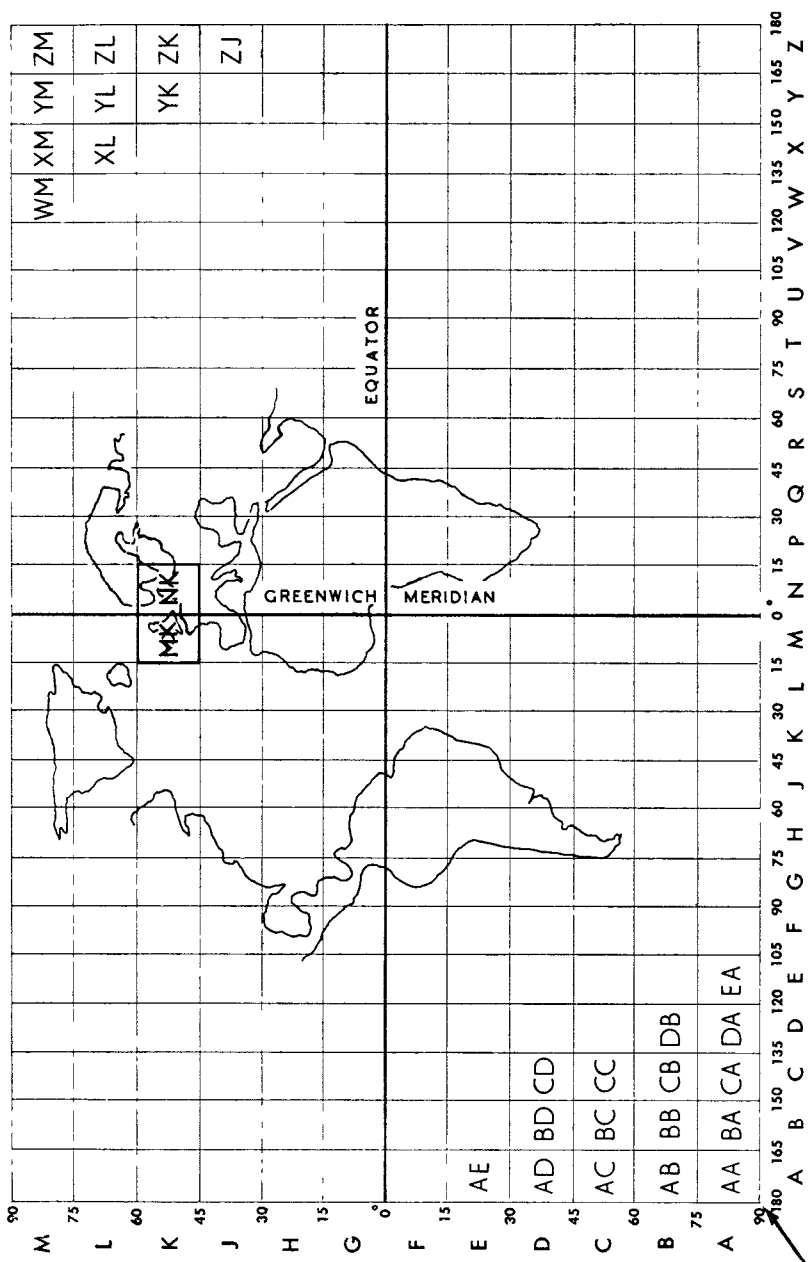 90
M WM XM YM ZM
75
L XL YL ZL
60
K MK NK YK ZK
45
J ZJ
30
H GREENWICH
15
G EQUATOR
0°
F MERIDIAN
15
E AE
30
D AD BD CD
45
C AC BC CC
60
B AB BB CB DB
75
A AA BA CA DA EA
90
180 165 150 135 120 105 90 75 60 45 30 15 0° 15 30 45 60 75 90 105 120 135 150 165 180
A B C D E F G H J K L M N P Q R S T U V W X Y Z